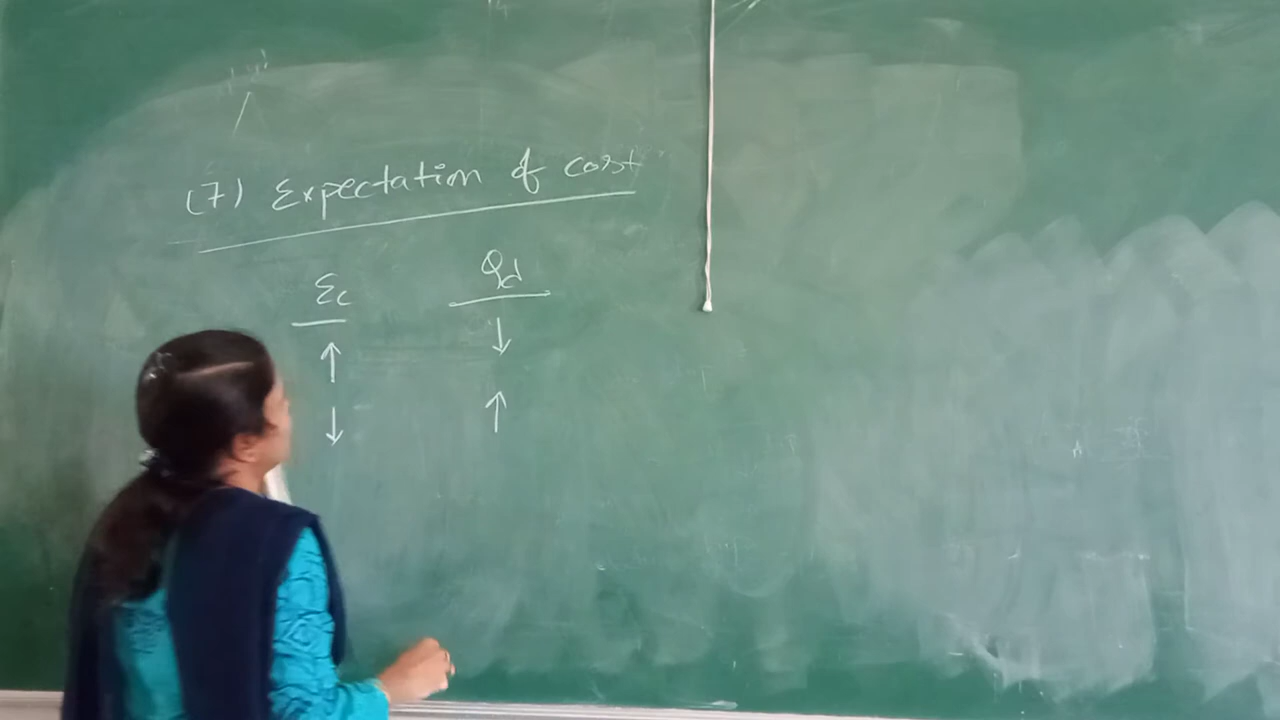 (7) Expectation of cost
Ec Qd
↑ ↓
↓ ↑